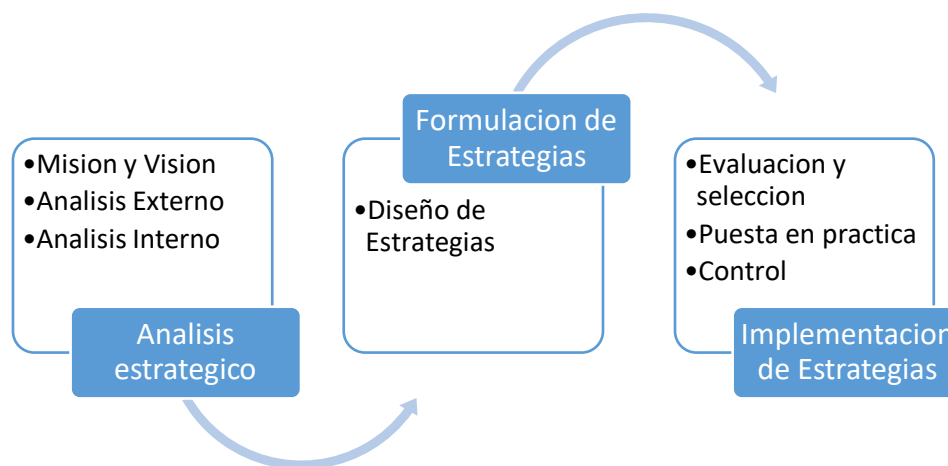 •Mision y Vision
•Analisis Externo
•Analisis Interno
Analisis
estrategico
Formulacion de
Estrategias
•Diseño de
Estrategias
•Evaluacion y
seleccion
•Puesta en practica
•Control
Implementacion
de Estrategias